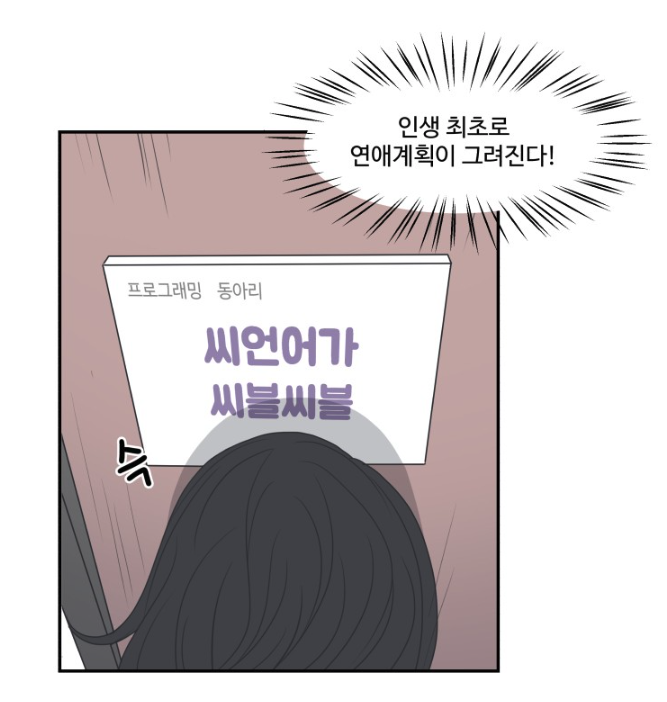 인생 최초로
연애계획이 그려진다!
프로그래밍 동아리
씨언어가
씨블씨블
슥